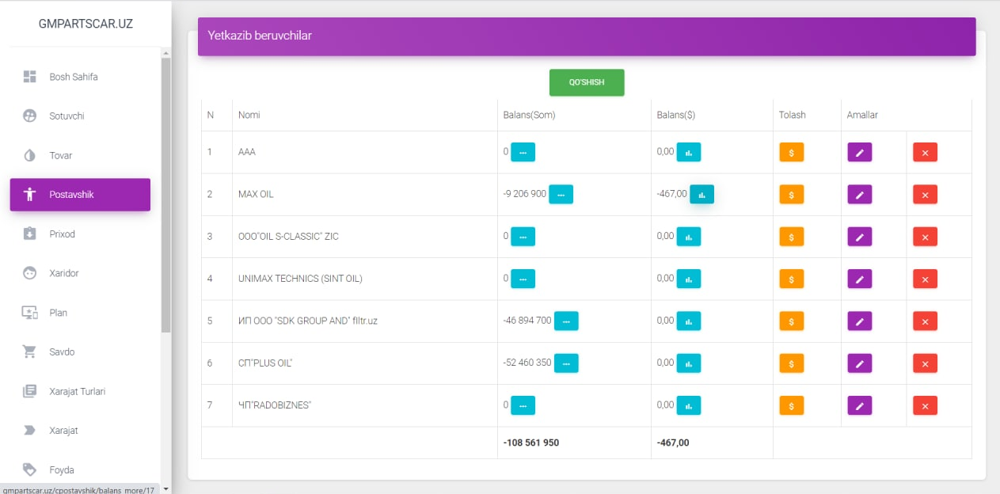 GMPARTSCAR.UZ
Bosh Sahifa
Sotuvchi
Tovar
Postavshik
Prixod
Xaridor
Plan
Savdo
Xarajat Turlari
Xarajat
Foyda
gmpartscar.uz/cpostavshik/balans_more/17
Yetkazib beruvchilar
QO'SHISH
N Nomi Balans(Som) Balans($) Tolash Amallar
1 AAA 0 ... 0,00 $
2 MAX OIL -9 206 900 ... -467,00 $
3 OOO"OIL S-CLASSIC" ZIC 0 ... 0,00 $
4 UNIMAX TECHNICS (SINT OIL) 0 ... 0,00 $
5 ИП ООО "SDK GROUP AND" fIltr.uz -46 894 700 ... 0,00 $
6 СП"PLUS OIL" -52 460 350 ... 0,00 $
7 ЧП"RADOBIZNES" 0 ... 0,00 $
-108 561 950 -467,00